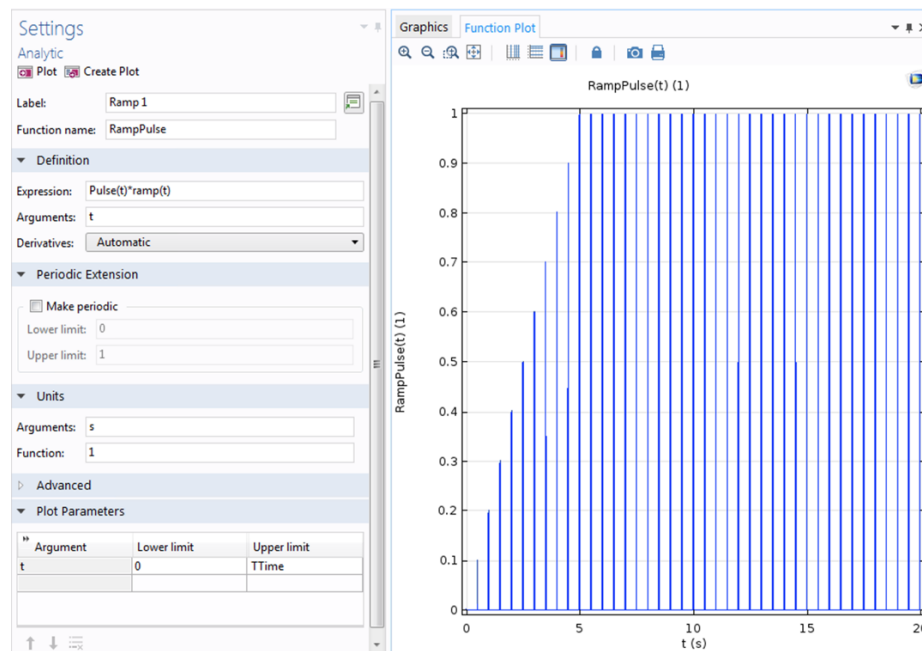 Settings
Analytic
Plot Create Plot
Label: Ramp 1
Function name: RampPulse
Definition
Expression: Pulse(t)*ramp(t)
Arguments: t
Derivatives: Automatic
Periodic Extension
Make periodic
Lower limit: 0
Upper limit: 1
Units
Arguments: s
Function: 1
Advanced
Plot Parameters
Argument Lower limit Upper limit
t 0 TTime
Graphics Function Plot
RampPulse(t) (1)
1
0.9
0.8
0.7
0.6
0.5
0.4
0.3
0.2
0.1
0
RampPulse(t) (1)
0 5 10 15 20
t (s)